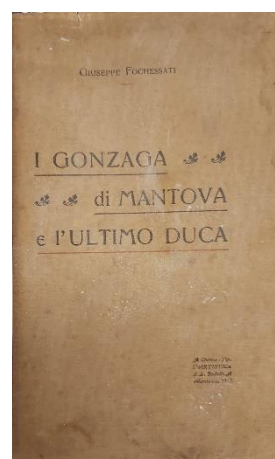 GIUSEPPE FOCHESSATI
I GONZAGA
di MANTOVA
e l'ULTIMO DUCA